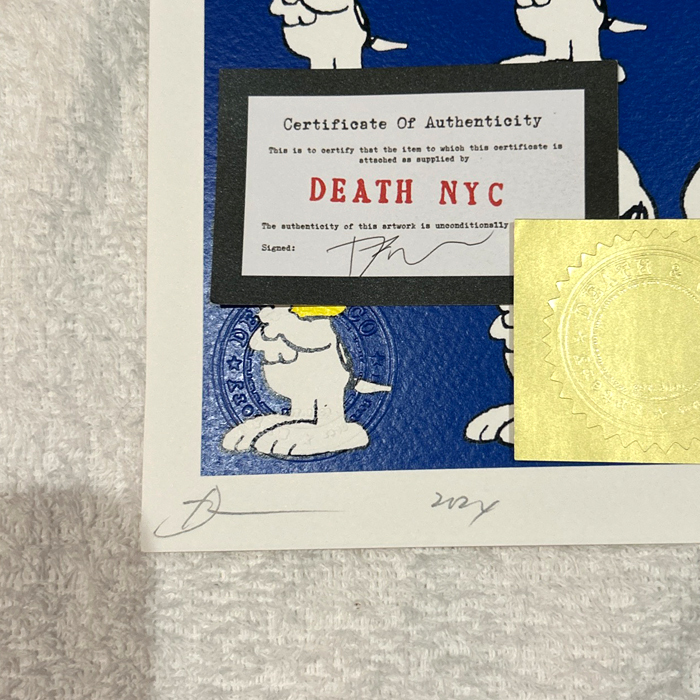 Certificate Of Authenticity
This is to certify that the item to which this certificate is
attached as supplied by
DEATH NYC
The authenticity of this artwork is unconditionally
Signed:
DEATH
2024